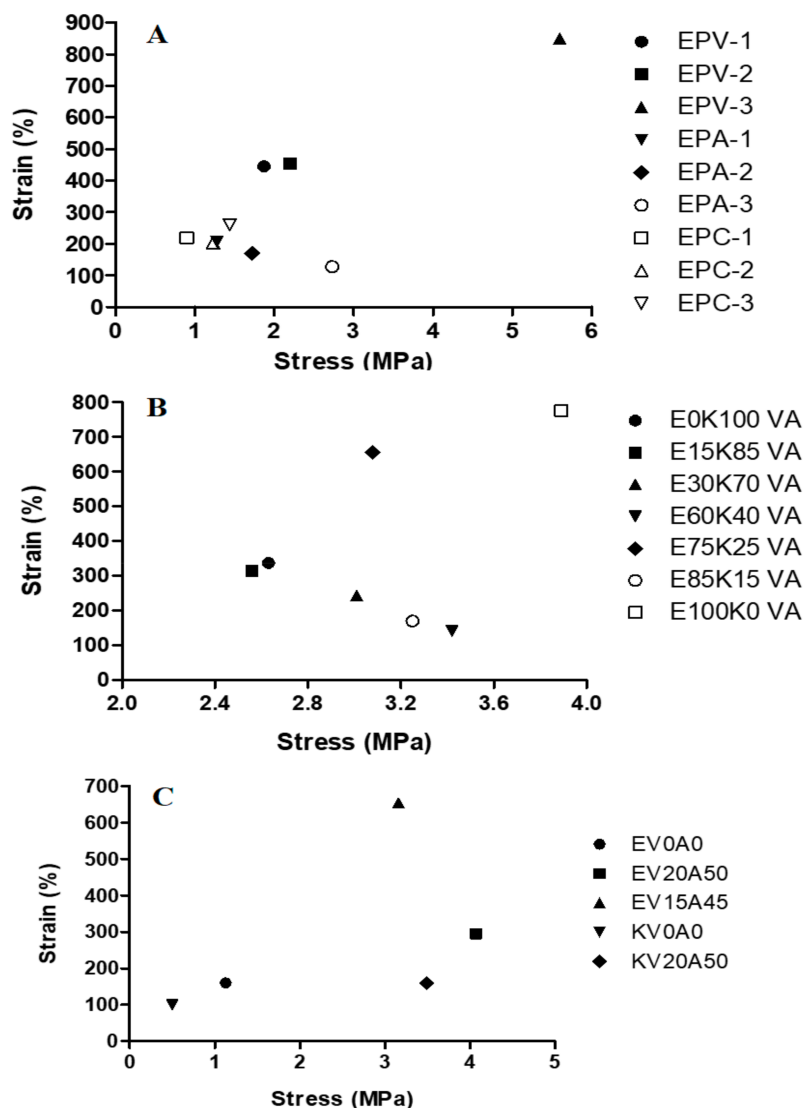 A
Strain (%)
900
800
700
600
500
400
300
200
100
0
0 1 2 3 4 5 6
Stress (MPa)
EPV-1
EPV-2
EPV-3
EPA-1
EPA-2
EPA-3
EPC-1
EPC-2
EPC-3
B
Strain (%)
800
700
600
500
400
300
200
100
0
2.0 2.4 2.8 3.2 3.6 4.0
Stress (MPa)
E0K100 VA
E15K85 VA
E30K70 VA
E60K40 VA
E75K25 VA
E85K15 VA
E100K0 VA
C
Strain (%)
700
600
500
400
300
200
100
0
0 1 2 3 4 5
Stress (MPa)
EV0A0
EV20A50
EV15A45
KV0A0
KV20A50